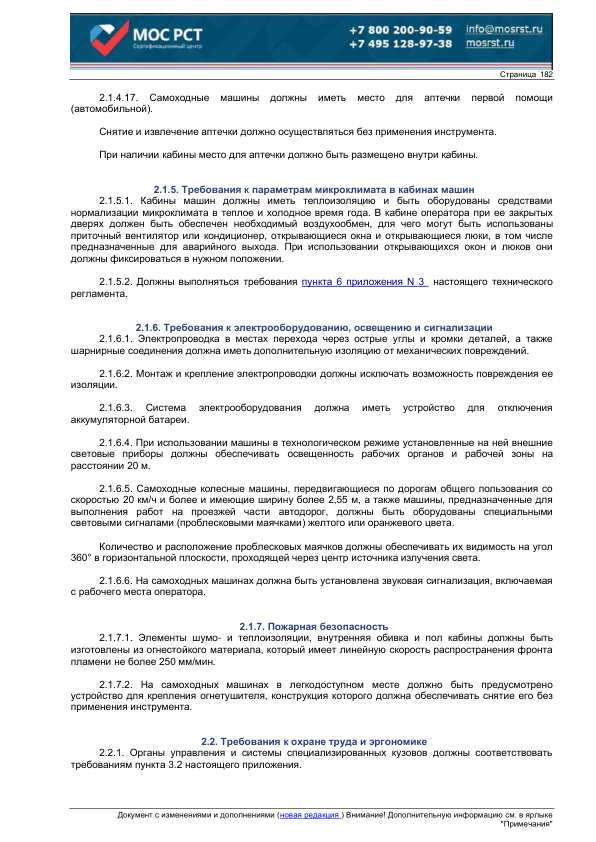 МОС РСТ
Сертификационный центр
+7 800 200-90-59 info@mosrst.ru
+7 495 128-97-38 mosrst.ru
Страница 182
2.1.4.17. Самоходные машины должны иметь место для аптечки первой помощи
(автомобильной).
Снятие и извлечение аптечки должно осуществляться без применения инструмента.
При наличии кабины место для аптечки должно быть размещено внутри кабины.
2.1.5. Требования к параметрам микроклимата в кабинах машин
2.1.5.1. Кабины машин должны иметь теплоизоляцию и быть оборудованы средствами
нормализации микроклимата в теплое и холодное время года. В кабине оператора при ее закрытых
дверях должен быть обеспечен необходимый воздухообмен, для чего могут быть использованы
приточный вентилятор или кондиционер, открывающиеся окна и открывающиеся люки, в том числе
предназначенные для аварийного выхода. При использовании открывающихся окон и люков они
должны фиксироваться в нужном положении.
2.1.5.2. Должны выполняться требования пункта 6 приложения N 3 настоящего технического
регламента.
2.1.6. Требования к электрооборудованию, освещению и сигнализации
2.1.6.1. Электропроводка в местах перехода через острые углы и кромки деталей, а также
шарнирные соединения должна иметь дополнительную изоляцию от механических повреждений.
2.1.6.2. Монтаж и крепление электропроводки должны исключать возможность повреждения ее
изоляции.
2.1.6.3. Система электрооборудования должна иметь устройство для отключения
аккумуляторной батареи.
2.1.6.4. При использовании машины в технологическом режиме установленные на ней внешние
световые приборы должны обеспечивать освещенность рабочих органов и рабочей зоны на
расстоянии 20 м.
2.1.6.5. Самоходные колесные машины, передвигающиеся по дорогам общего пользования со
скоростью 20 км/ч и более и имеющие ширину более 2,55 м, а также машины, предназначенные для
выполнения работ на проезжей части автодорог, должны быть оборудованы специальными
световыми сигналами (проблесковыми маячками) желтого или оранжевого цвета.
Количество и расположение проблесковых маячков должны обеспечивать их видимость на угол
360° в горизонтальной плоскости, проходящей через центр источника излучения света.
2.1.6.6. На самоходных машинах должна быть установлена звуковая сигнализация, включаемая
с рабочего места оператора.
2.1.7. Пожарная безопасность
2.1.7.1. Элементы шумо- и теплоизоляции, внутренняя обивка и пол кабины должны быть
изготовлены из огнестойкого материала, который имеет линейную скорость распространения фронта
пламени не более 250 мм/мин.
2.1.7.2. На самоходных машинах в легкодоступном месте должно быть предусмотрено
устройство для крепления огнетушителя, конструкция которого должна обеспечивать снятие его без
применения инструмента.
2.2. Требования к охране труда и эргономике
2.2.1. Органы управления и системы специализированных кузовов должны соответствовать
требованиям пункта 3.2 настоящего приложения.
Документ с изменениями и дополнениями (новая редакция ) Внимание! Дополнительную информацию см. в ярлыке
"Примечания"